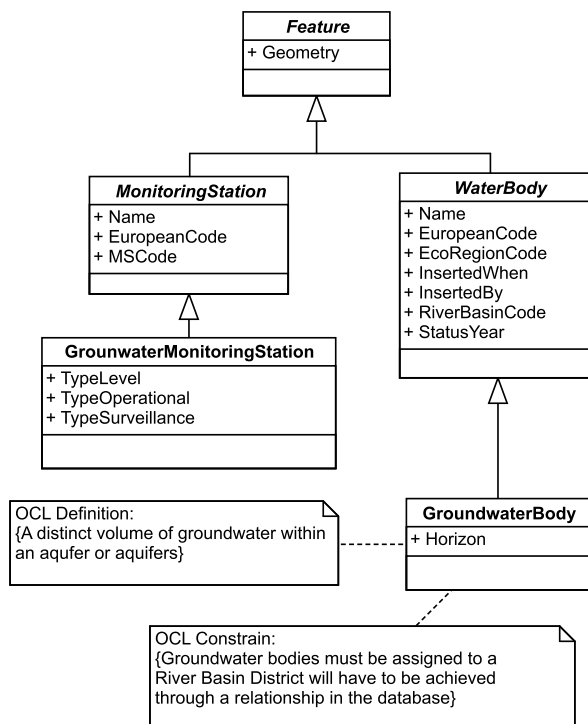 Feature
+ Geometry
MonitoringStation
+ Name
+ EuropeanCode
+ MSCode
WaterBody
+ Name
+ EuropeanCode
+ EcoRegionCode
+ InsertedWhen
+ InsertedBy
+ RiverBasinCode
+ StatusYear
GrounwaterMonitoringStation
+ TypeLevel
+ TypeOperational
+ TypeSurveillance
OCL Definition:
{A distinct volume of groundwater within
an aqufer or aquifers}
GroundwaterBody
+ Horizon
OCL Constrain:
{Groundwater bodies must be assigned to a
River Basin District will have to be achieved
through a relationship in the database}